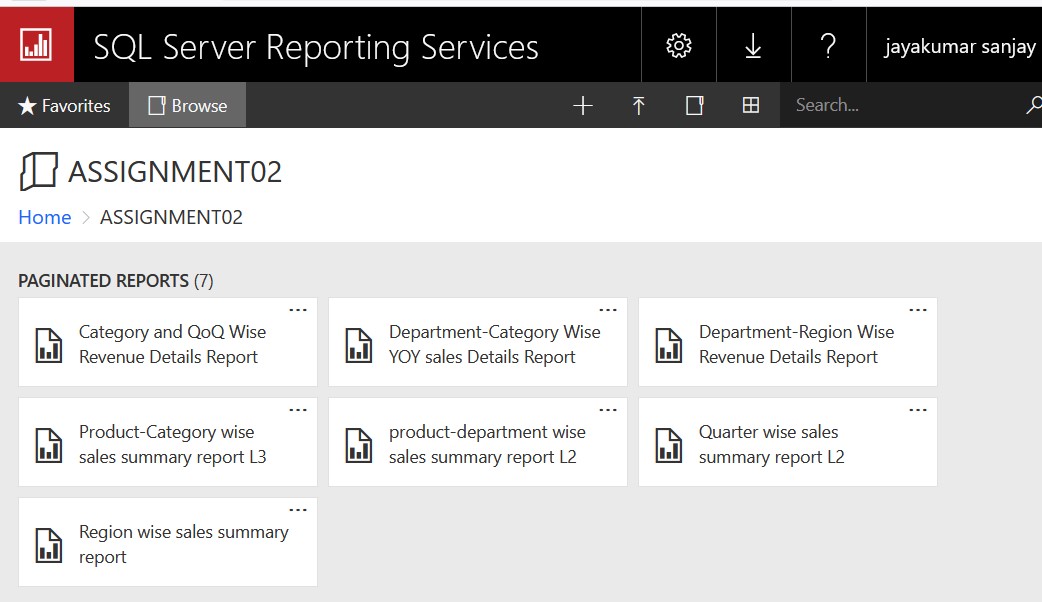 SQL Server Reporting Services
?
jayakumar sanjay
Favorites
Browse
Search...
ASSIGNMENT02
Home > ASSIGNMENT02
PAGINATED REPORTS (7)
Category and QoQ Wise
Revenue Details Report
Department-Category Wise
YOY sales Details Report
Department-Region Wise
Revenue Details Report
Product-Category wise
sales summary report L3
product-department wise
sales summary report L2
Quarter wise sales
summary report L2
Region wise sales summary
report